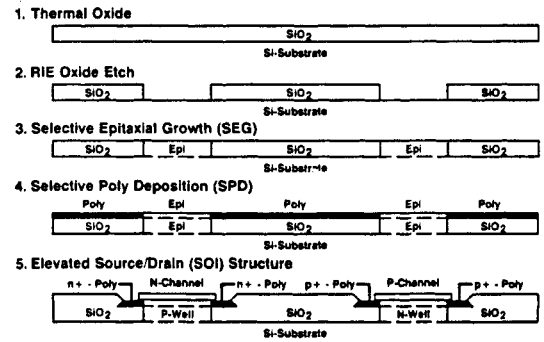 1. Thermal Oxide
SiO2
Si-Substrate
2. RIE Oxide Etch
SiO2 SiO2 SiO2
Si-Substrate
3. Selective Epitaxial Growth (SEG)
SiO2 Epi SiO2 Epi SiO2
Si-Substrate
4. Selective Poly Deposition (SPD)
Poly Epi Poly Epi Poly
SiO2 Epi SiO2 Epi SiO2
Si-Substrate
5. Elevated Source/Drain (SOI) Structure
n+ - Poly N-Channel n+ - Poly p+ - Poly P-Channel p+ - Poly
SiO2 P-Well SiO2 N-Well SiO2
Si-Substrate